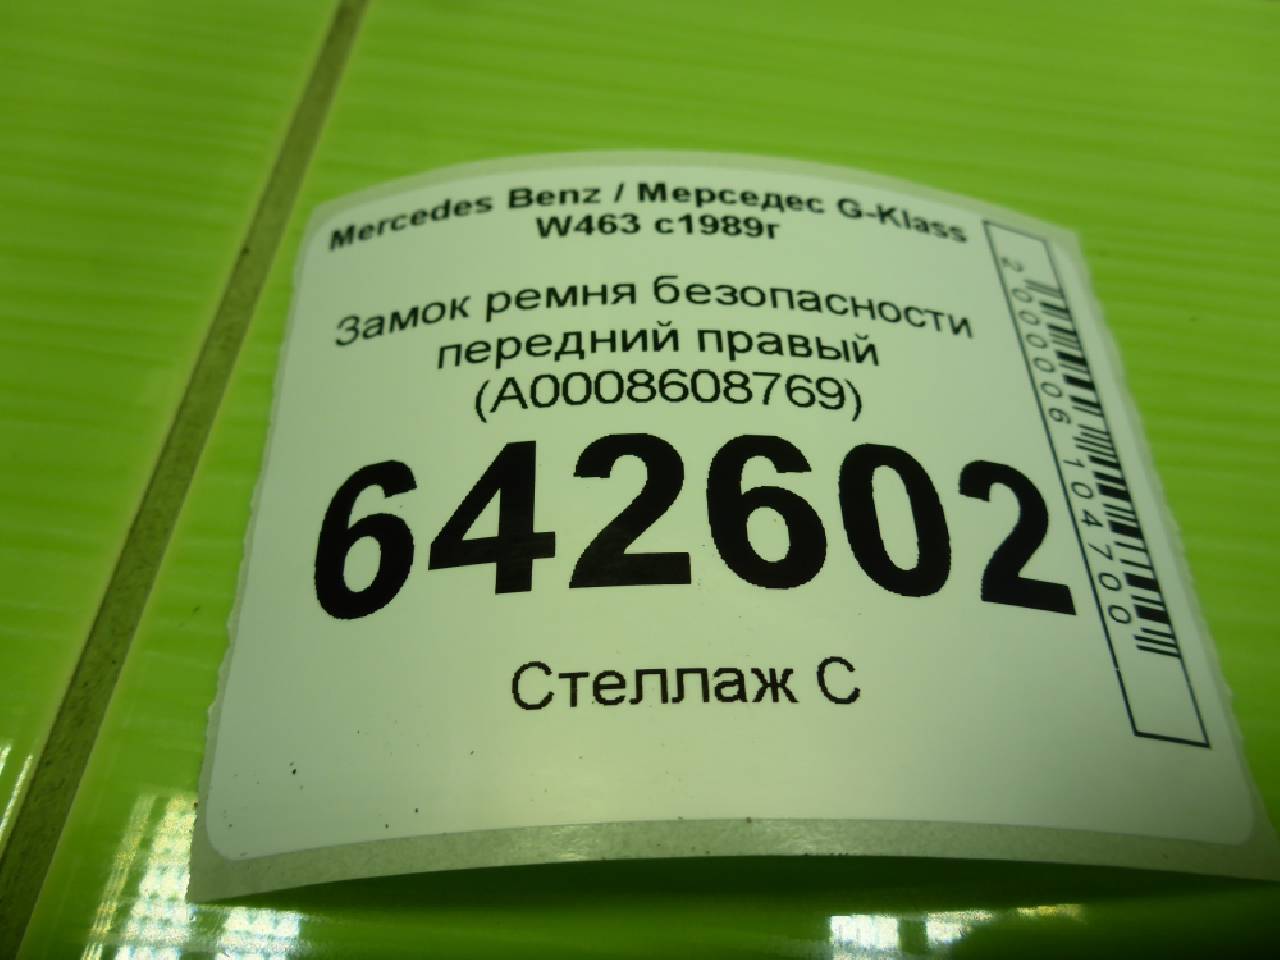 Mercedes Benz / Мерседес G-Klass
W463 с1989г
Замок ремня безопасности
передний правый
(A0008608769)
642602
Стеллаж С
2000006104700